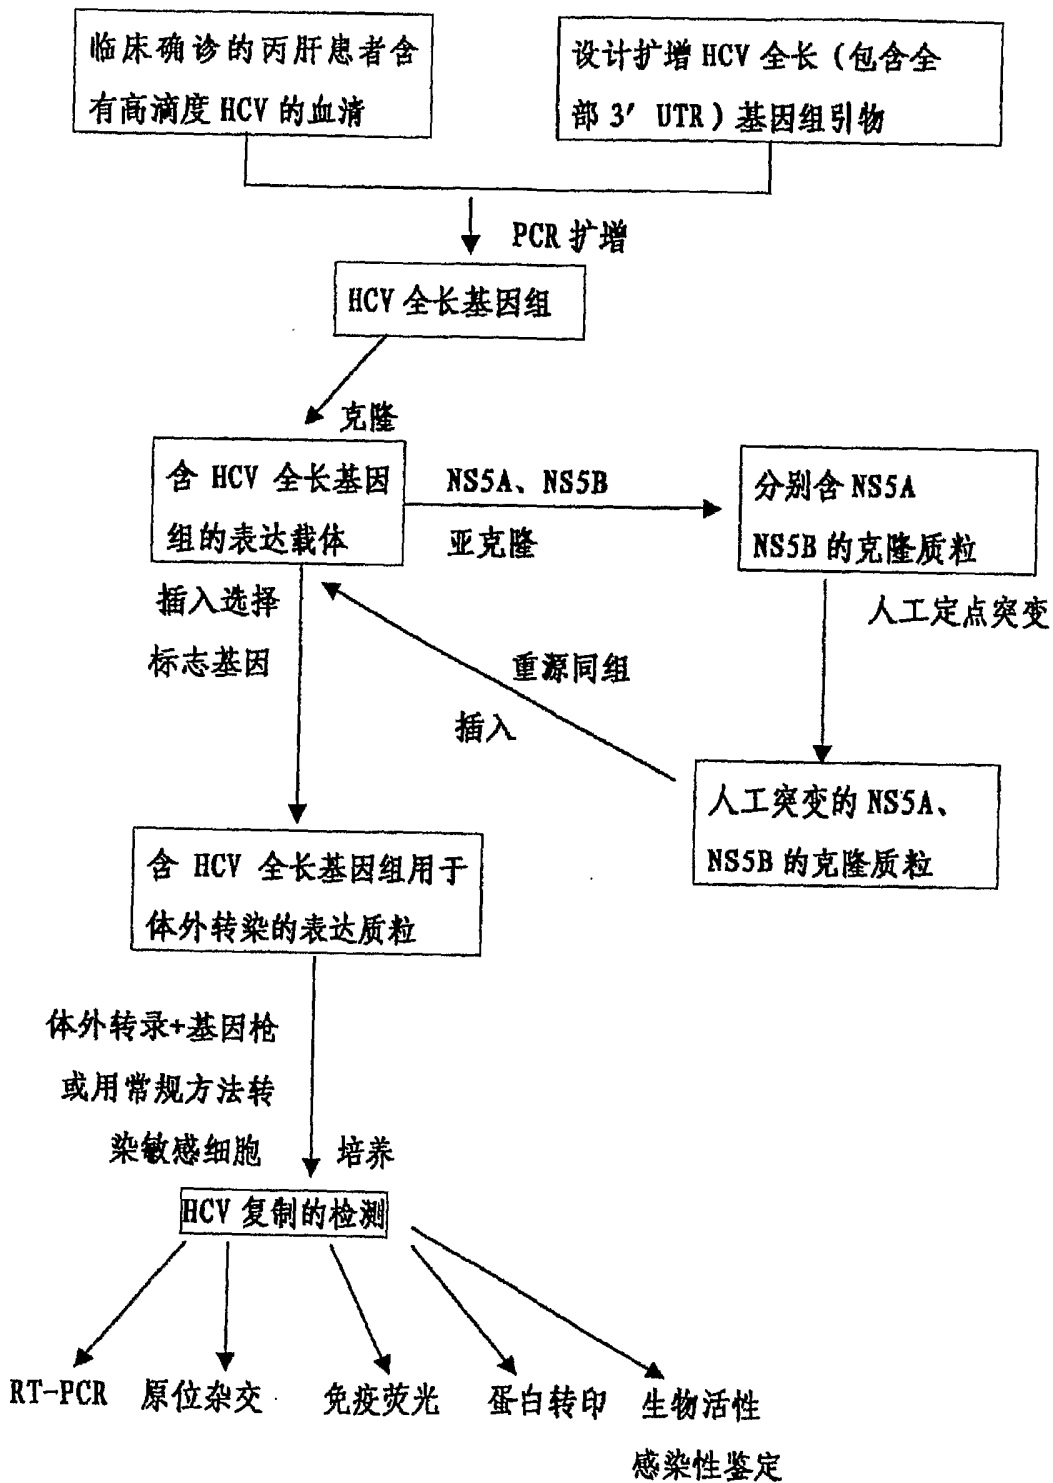 临床确诊的丙肝患者含
有高滴度 HCV 的血清
设计扩增 HCV 全长（包含全
部 3′ UTR）基因组引物
PCR 扩增
HCV 全长基因组
克隆
含 HCV 全长基因
组的表达载体
NS5A、NS5B
亚克隆
分别含 NS5A
NS5B 的克隆质粒
插入选择
标志基因
人工定点突变
重源同组
插入
人工突变的 NS5A、
NS5B 的克隆质粒
含 HCV 全长基因组用于
体外转染的表达质粒
体外转录+基因枪
或用常规方法转
染敏感细胞
培养
HCV 复制的检测
RT-PCR
原位杂交
免疫荧光
蛋白转印
生物活性
感染性鉴定